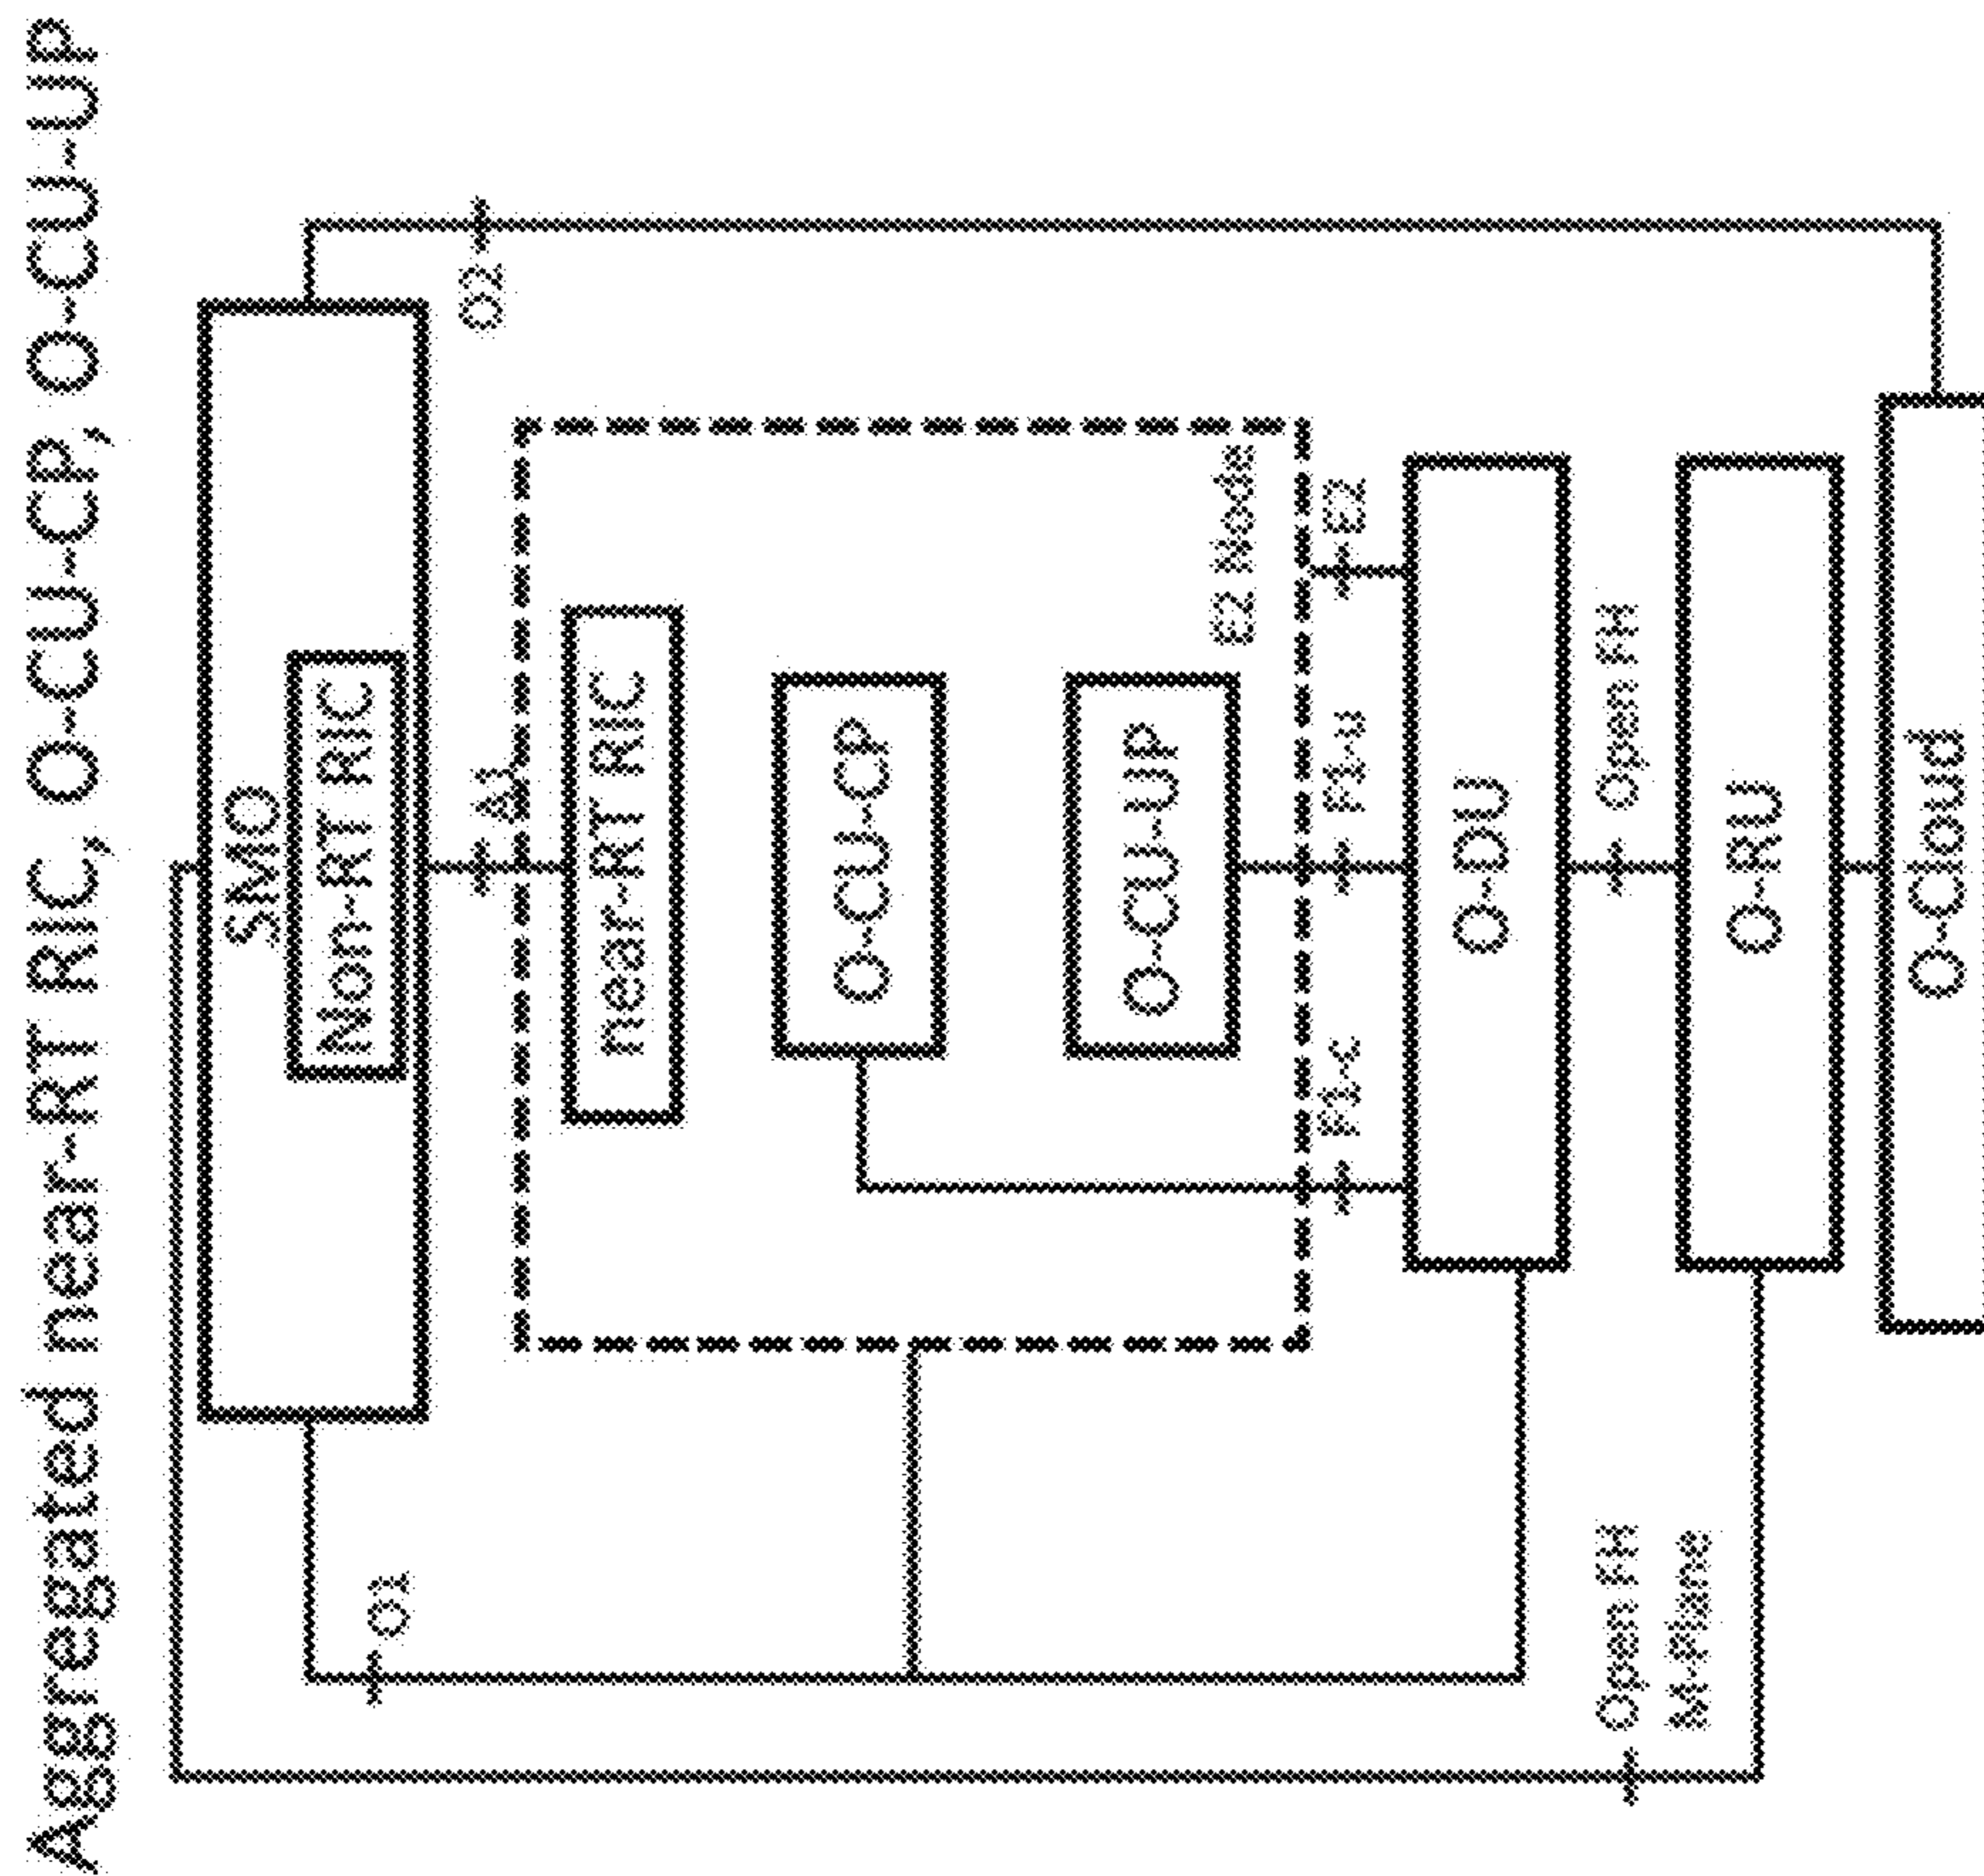 Aggregated near-RT RIC, O-CU-CP, O-CU-UP
SMO
Non-RT RIC
O1
A1
O2
near-RT RIC
O-CU-CP
O-CU-UP
E2 Node
F1-c
F1-u
E2
O-DU
Open FH
M-Plane
Open FH
O-RU
O-Cloud